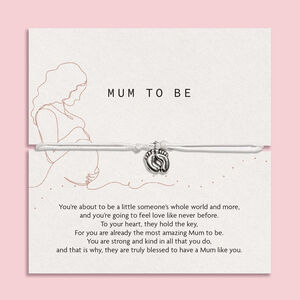 MUM TO BE
You're about to be a little someone's whole world and more,
and you're going to feel love like never before.
To your heart, they hold the key,
For you are already the most amazing Mum to be.
You are strong and kind in all that you do,
and that is why, they are truly blessed to have a Mum like you.